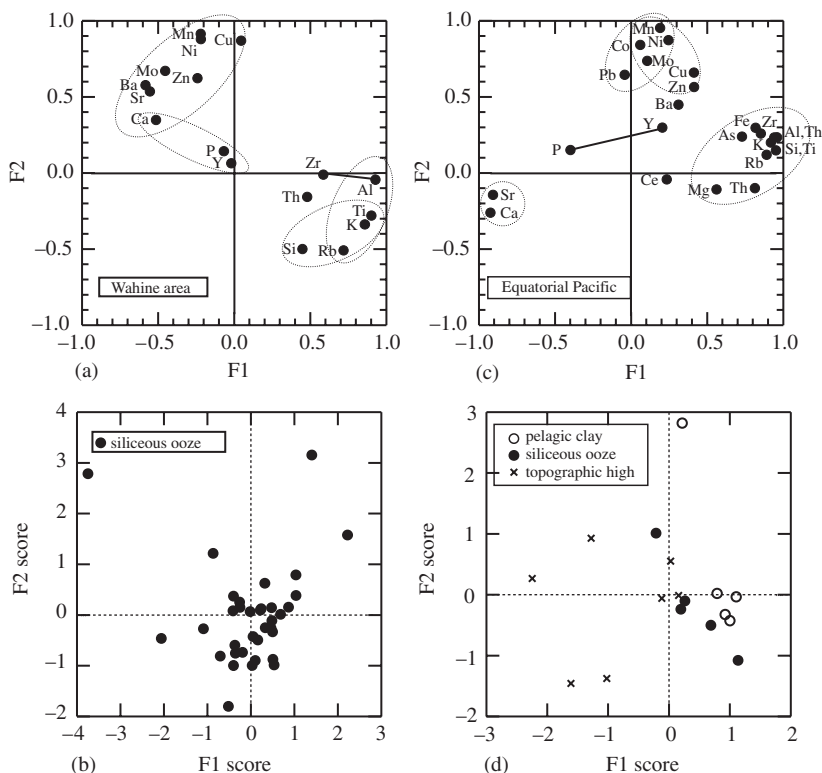 1.0
Mn
Cu
Ni
Mo
Zn
Ba
Sr
0.5
Ca
P
Y
Zr
0.0
Al
Th
Ti
K
Si
Rb
−0.5
Wahine area
−1.0
−1.0 −0.5 0.0 0.5 1.0
F2
(a) F1
1.0
Mn
Co Ni
Mo
Pb Cu
Zn
0.5
Ba
Y Fe Zr
Al,Th
As K
Si,Ti
P
Rb
0.0
Ce
Sr Mg Th
Ca
−0.5
Equatorial Pacific
−1.0
−1.0 −0.5 0.0 0.5 1.0
F2
(c) F1
4
siliceous ooze
3
2
1
0
−1
−2
−4 −3 −2 −1 0 1 2 3
F2 score
(b) F1 score
3
pelagic clay
siliceous ooze
topographic high
2
1
0
−1
−2
−3 −2 −1 0 1 2
F2 score
(d) F1 score